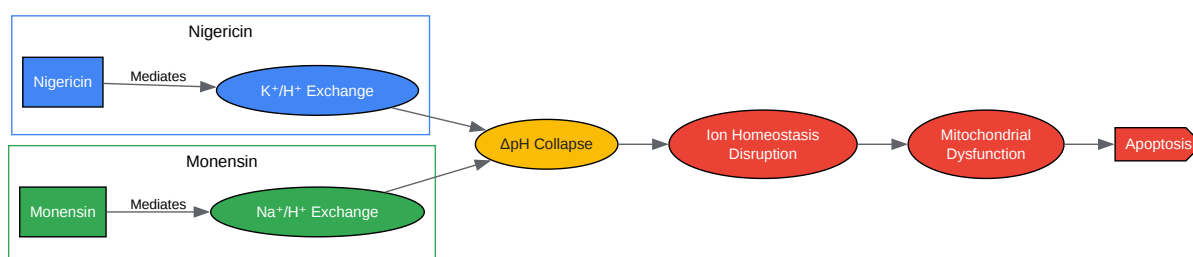 Nigericin
Nigericin
Mediates
K⁺/H⁺ Exchange
Monensin
Monensin
Mediates
Na⁺/H⁺ Exchange
ΔpH Collapse
Ion Homeostasis
Disruption
Mitochondrial
Dysfunction
Apoptosis